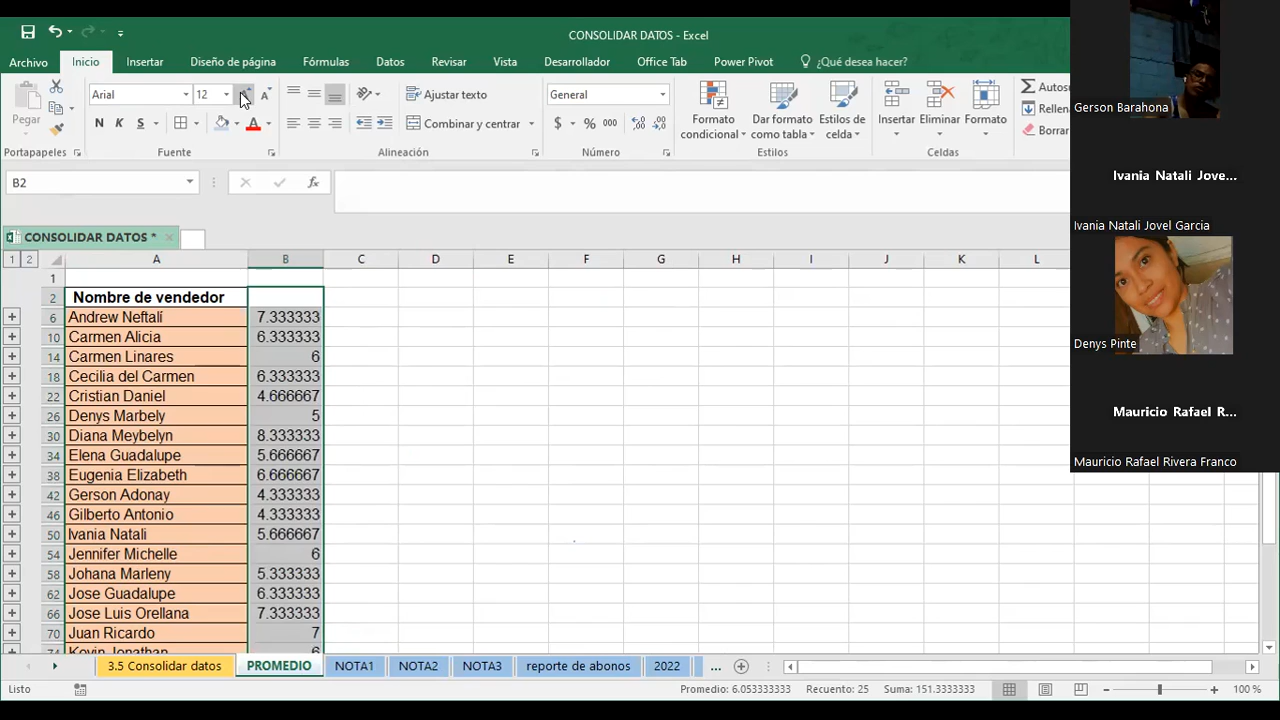 CONSOLIDAR DATOS - Excel
Archivo Inicio Insertar Diseño de página Fórmulas Datos Revisar Vista Desarrollador Office Tab Power Pivot ¿Qué desea hacer?
Pegar
Portapapeles
Arial 12
N K S
Fuente
Ajustar texto
Combinar y centrar
Alineación
General
$ % 000
Número
Formato condicional
Dar formato como tabla
Estilos de celda
Estilos
Insertar
Eliminar
Formato
Celdas
Autos
Rellen
Borrar
B2
CONSOLIDAR DATOS *
1 2 A B C D E F G H I J K L
1
2 Nombre de vendedor
6 Andrew Neftalí 7.333333
10 Carmen Alicia 6.333333
14 Carmen Linares 6
18 Cecilia del Carmen 6.333333
22 Cristian Daniel 4.666667
26 Denys Marbely 5
30 Diana Meybelyn 8.333333
34 Elena Guadalupe 5.666667
38 Eugenia Elizabeth 6.666667
42 Gerson Adonay 4.333333
46 Gilberto Antonio 4.333333
50 Ivania Natali 5.666667
54 Jennifer Michelle 6
58 Johana Marleny 5.333333
62 Jose Guadalupe 6.333333
66 Jose Luis Orellana 7.333333
70 Juan Ricardo 7
74 Kevin Jonathan 6
3.5 Consolidar datos PROMEDIO NOTA1 NOTA2 NOTA3 reporte de abonos 2022 ...
Listo Promedio: 6.053333333 Recuento: 25 Suma: 151.3333333 100 %
Gerson Barahona
Ivania Natali Jove...
Ivania Natali Jovel Garcia
Denys Pinte
Mauricio Rafael R...
Mauricio Rafael Rivera Franco